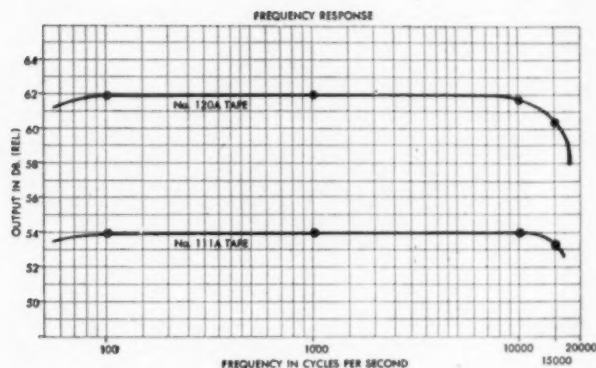 FREQUENCY RESPONSE
OUTPUT IN DB. (REL.)
64
62
60
58
56
54
52
50
No. 120A TAPE
No. 111A TAPE
100
1000
10000
20000
15000
FREQUENCY IN CYCLES PER SECOND